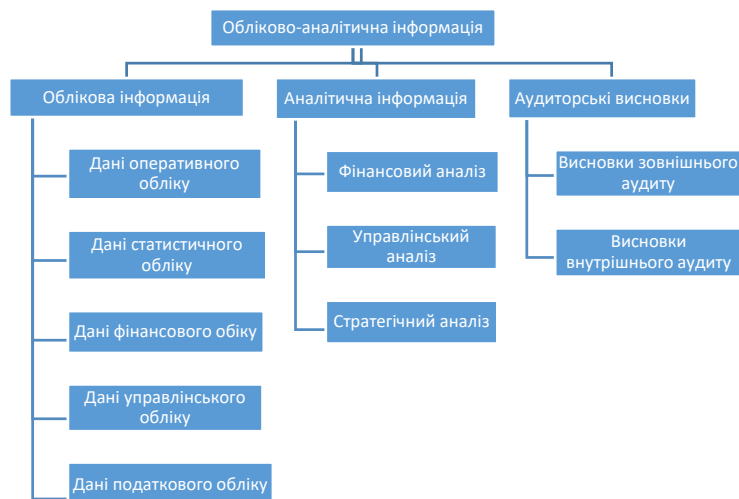 Обліково-аналітична інформація
Облікова інформація
Дані оперативного
обліку
Дані статистичного
обліку
Дані фінансового обіку
Дані управлінського
обліку
Дані податкового обліку
Аналітична інформація
Фінансовий аналіз
Управлінський
аналіз
Стратегічний аналіз
Аудиторські висновки
Висновки зовнішнього
аудиту
Висновки
внутрішнього аудиту